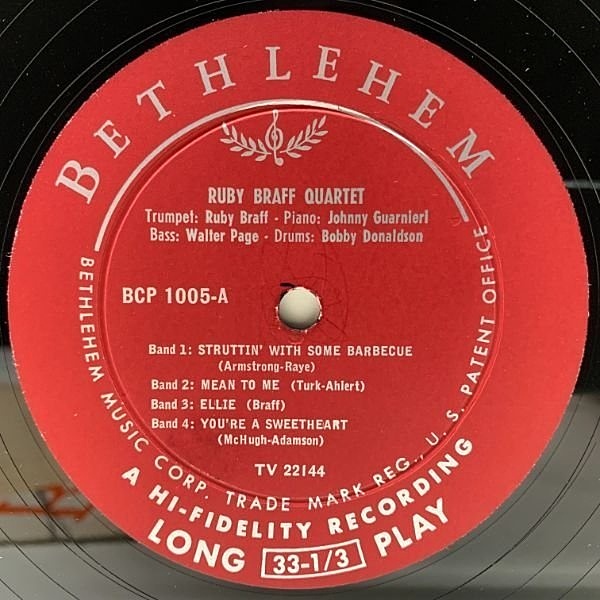 BETHLEHEM
RUBY BRAFF QUARTET
Trumpet: Ruby Braff - Piano: Johnny Guarnieri
Bass: Walter Page - Drums: Bobby Donaldson
BCP 1005-A
Band 1: STRUTTIN' WITH SOME BARBECUE
(Armstrong-Raye)
Band 2: MEAN TO ME (Turk-Ahlert)
Band 3: ELLIE (Braff)
Band 4: YOU'RE A SWEETHEART
(McHugh-Adamson)
TV 22144
BETHLEHEM MUSIC CORP. TRADE MARK REG., U. S. PATENT OFFICE
A HI-FIDELITY RECORDING
LONG 33-1/3 PLAY